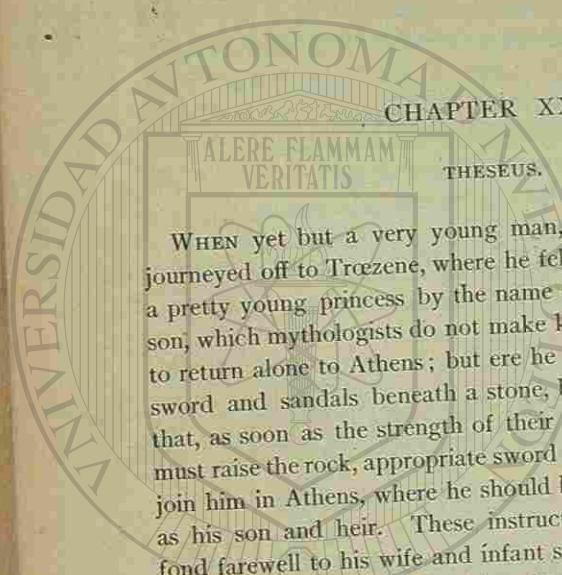 CHAPTER
THESEUS.
WHEN yet but a very young man,
journeyed off to Trœzene, where he
a pretty young princess by the name
son, which mythologists do not make
to return alone to Athens; but ere he
sword and sandals beneath a stone,
that, as soon as the strength of their
must raise the rock, appropriate sword
join him in Athens, where he should
as his son and heir. These
fond farewell to his wife and infant
UNIVERSIDAD AVTONOMA
ALERE FLAMMAM
VERITATIS